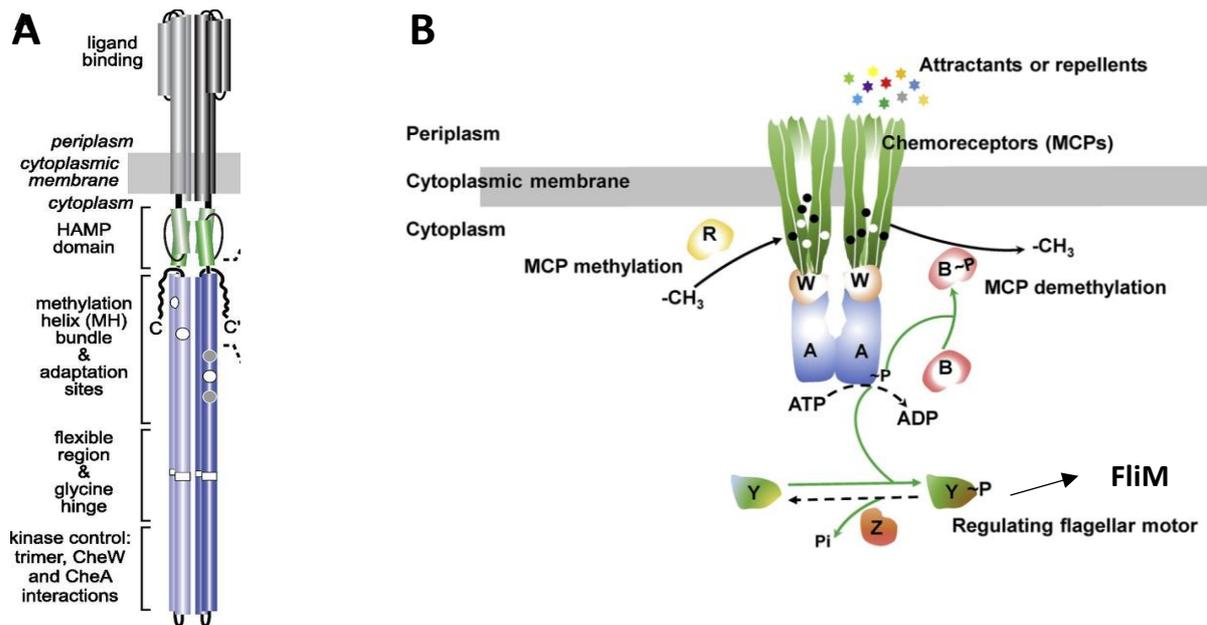 A
ligand
binding
periplasm
cytoplasmic
membrane
cytoplasm
HAMP
domain
methylation
helix (MH)
bundle
&
adaptation
sites
C
C'
flexible
region
&
glycine
hinge
kinase control:
trimer, CheW
and CheA
interactions
B
Attractants or repellents
Periplasm
Chemoreceptors (MCPs)
Cytoplasmic membrane
Cytoplasm
R
-CH3
MCP methylation
B~P
-CH3
W
W
MCP demethylation
A
A
~P
B
ATP
ADP
FliM
Y
Y~P
Z
Regulating flagellar motor
Pi